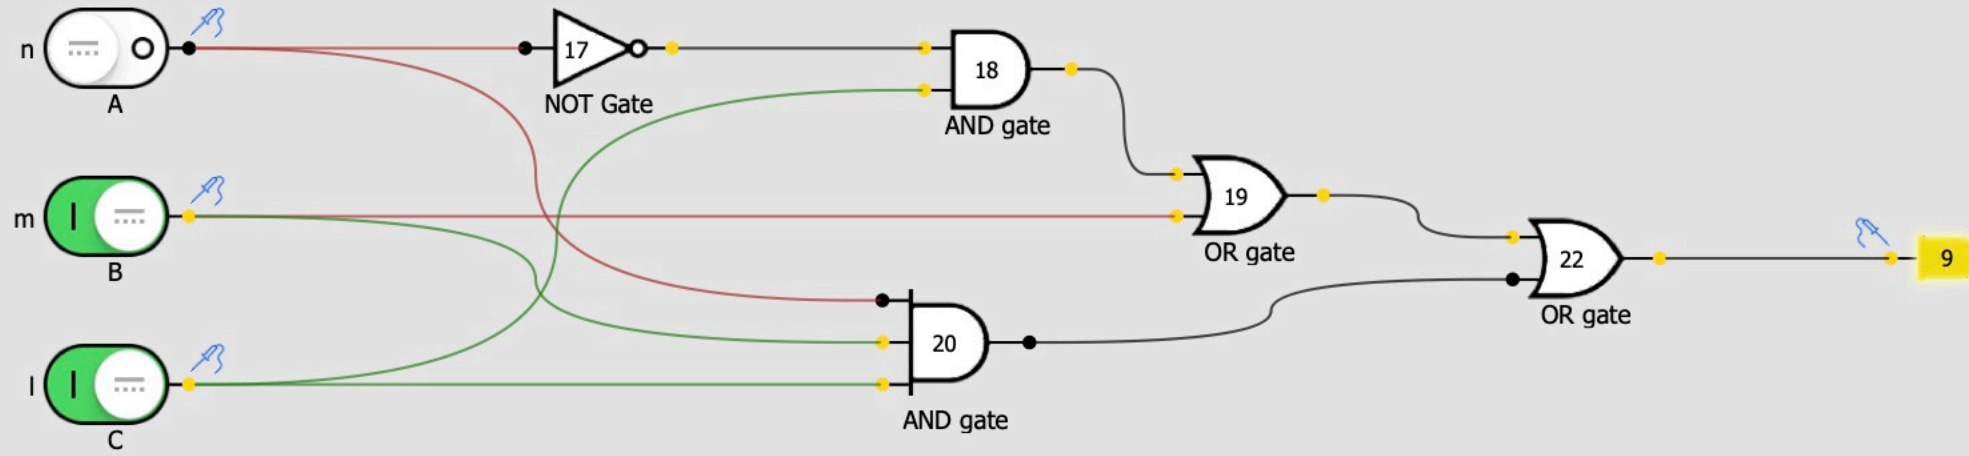 n
A
17
NOT Gate
18
AND gate
m
B
19
OR gate
22
OR gate
9
20
AND gate
l
C